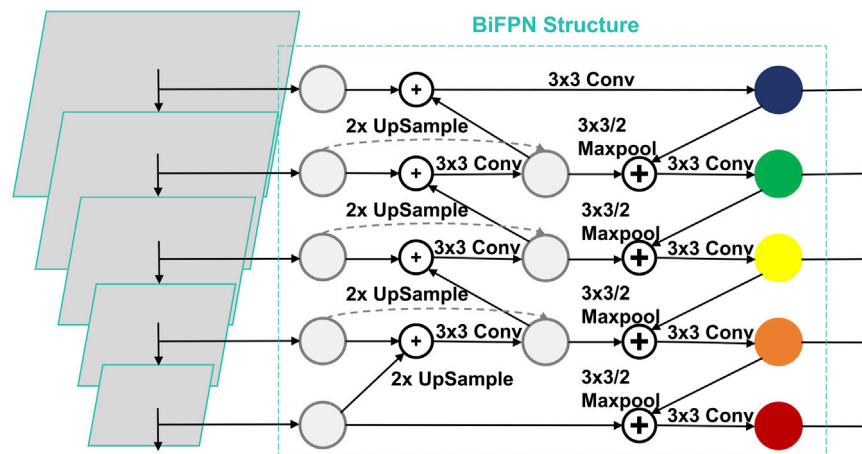 BiFPN Structure
3x3 Conv
2x UpSample
3x3/2
Maxpool
3x3 Conv
3x3 Conv
2x UpSample
3x3/2
Maxpool
3x3 Conv
3x3 Conv
2x UpSample
3x3/2
Maxpool
3x3 Conv
3x3 Conv
2x UpSample
3x3/2
Maxpool
3x3 Conv